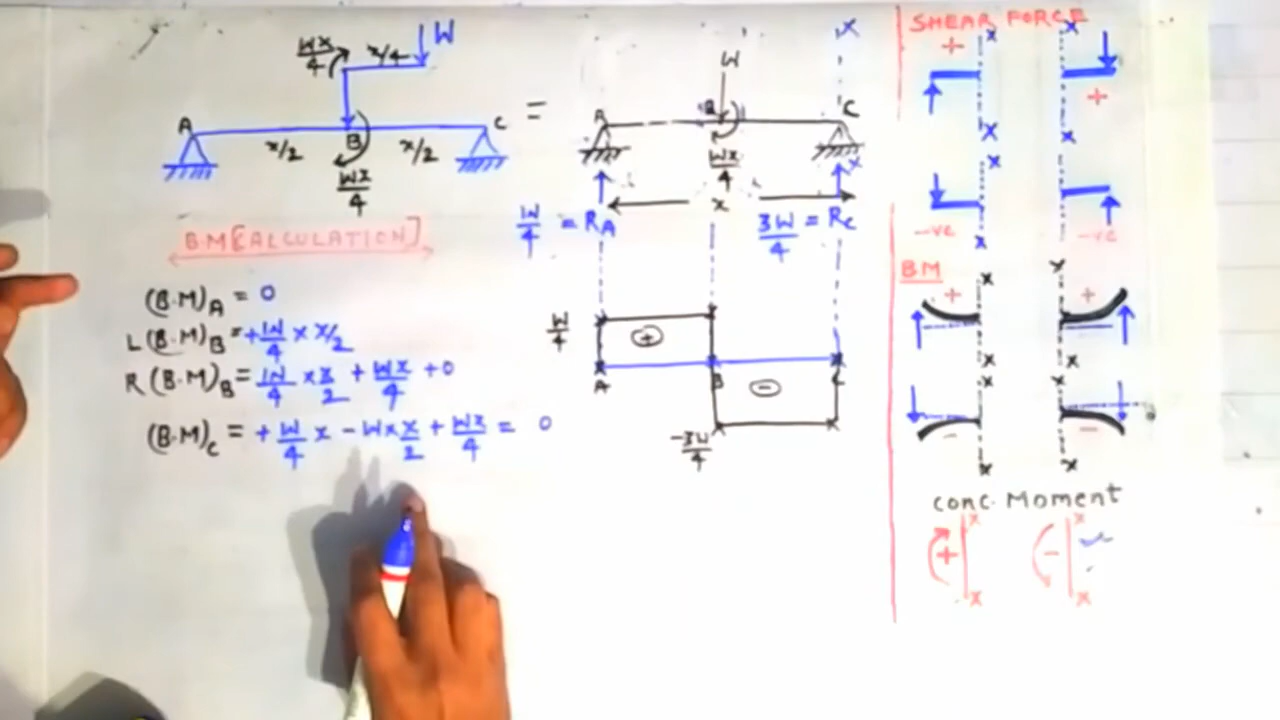 Wx/4 x/4 W
A B C
x/2 x/2
Wx/4
=
W
A B C
Wx/4
x
x
W/4 = RA
x
3W/4 = RC
B.M[CALCULATION]
(B.M)A = 0
L(B.M)B = +W/4 × x/2
R(B.M)B = W/4 × x/2 + Wx/4 + 0
(B.M)C = + W/4 x - W × x/2 + Wx/4 = 0
W/4
+
A B C
-
-3W/4
SHEAR FORCE
+ x x
+
x x
x x
-ve -ve
x
BM
x x
+ +
x x
x x
- -
x x
conc. Moment
x x
+ -
x x